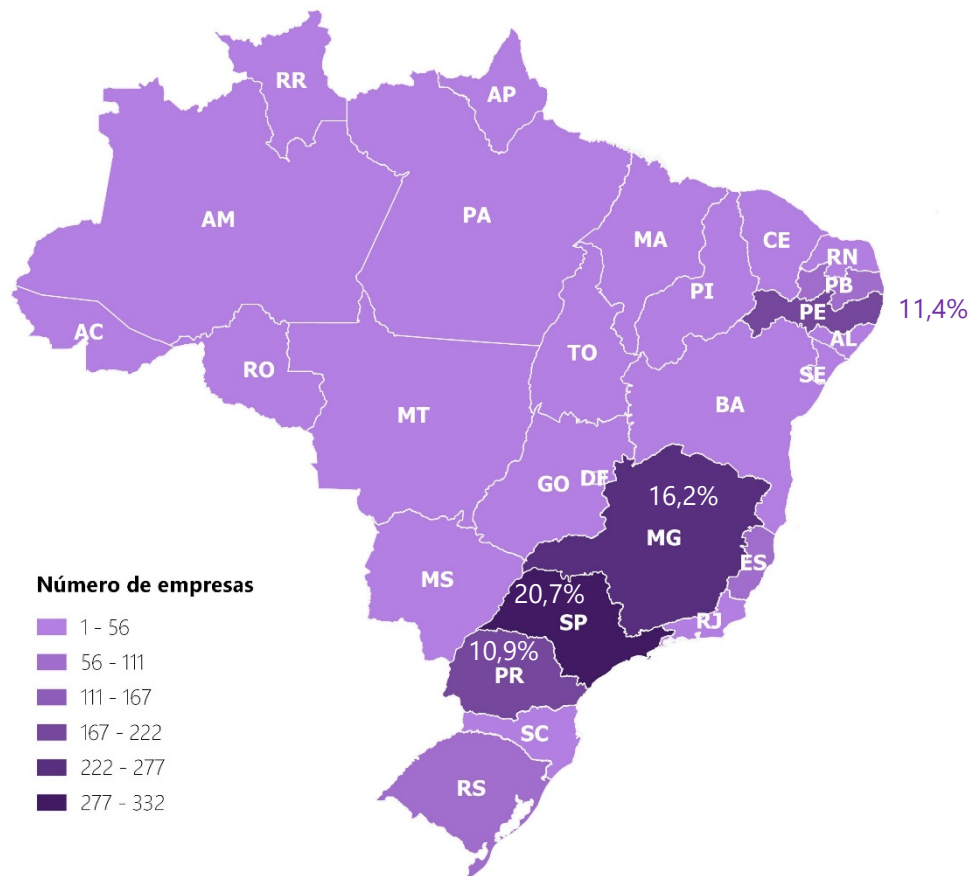 RR
AP
AM
PA
MA
CE
RN
PB
PI
PE
11,4%
AL
AC
SE
TO
RO
BA
MT
GO
DF
16,2%
MG
ES
MS
20,7%
SP
RJ
10,9%
PR
SC
RS
Número de empresas
1 - 56
56 - 111
111 - 167
167 - 222
222 - 277
277 - 332